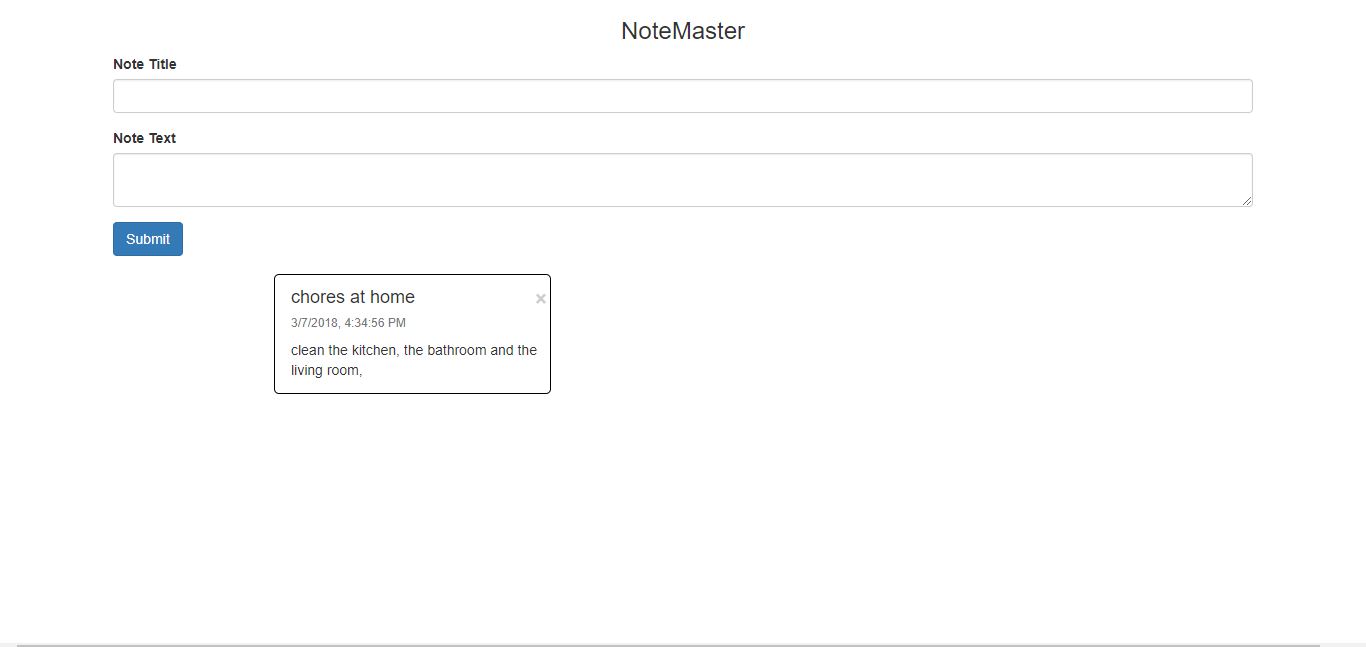 NoteMaster
Note Title
Note Text
Submit
chores at home
3/7/2018, 4:34:56 PM
clean the kitchen, the bathroom and the
living room,